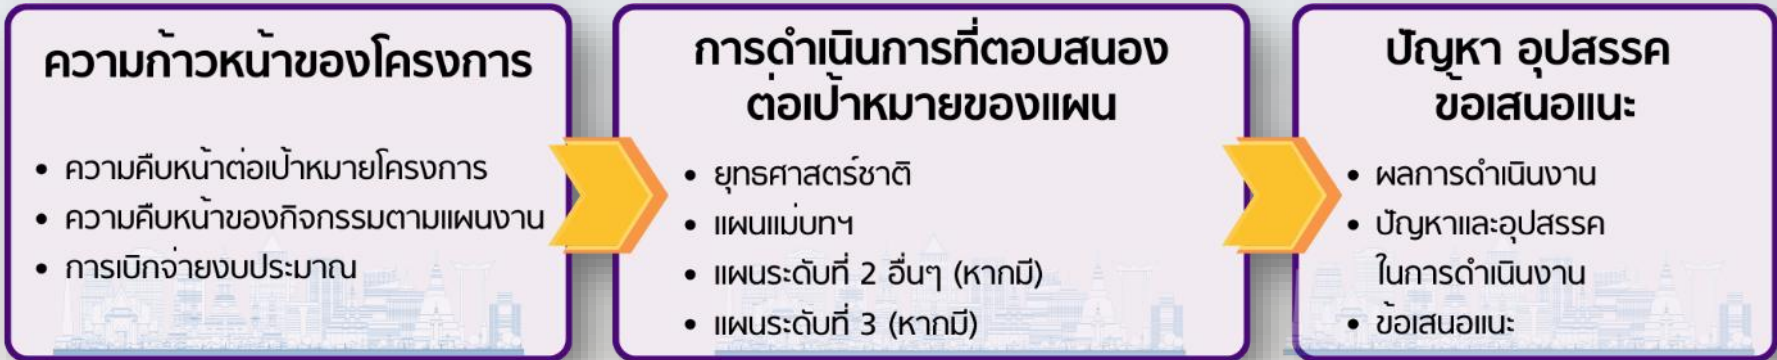 ความก้าวหน้าของโครงการ
• ความคืบหน้าต่อเป้าหมายโครงการ
• ความคืบหน้าของกิจกรรมตามแผนงาน
• การเบิกจ่ายงบประมาณ
การดำเนินการที่ตอบสนอง
ต่อเป้าหมายของแผน
• ยุทธศาสตร์ชาติ
• แผนแม่บทฯ
• แผนระดับที่ 2 อื่นๆ (หากมี)
• แผนระดับที่ 3 (หากมี)
ปัญหา อุปสรรค
ข้อเสนอแนะ
• ผลการดำเนินงาน
• ปัญหาและอุปสรรค
ในการดำเนินงาน
• ข้อเสนอแนะ